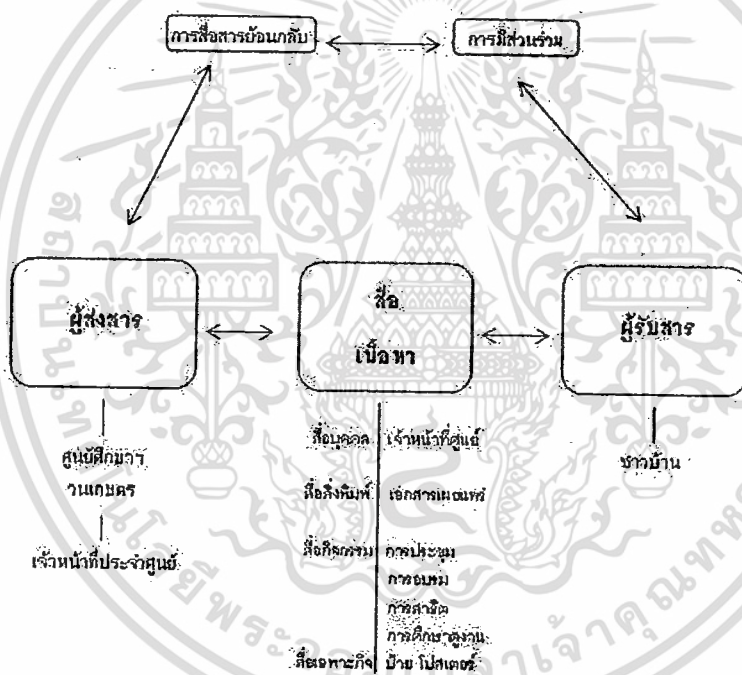 การสื่อสารย้อนกลับ
การมีส่วนร่วม
ผู้ส่งสาร
สื่อ
เนื้อหา
ผู้รับสาร
ศูนย์ศึกษาฯ
วนเกษตร
เจ้าหน้าที่ประจำศูนย์
สื่อบุคคล เจ้าหน้าที่ศูนย์
สื่อสิ่งพิมพ์ เอกสารเผยแพร่
สื่อกิจกรรม การประชุม
การอบรม
การสาธิต
การศึกษาดูงาน
สื่อเฉพาะกิจ ป้าย โปสเตอร์
ชาวบ้าน